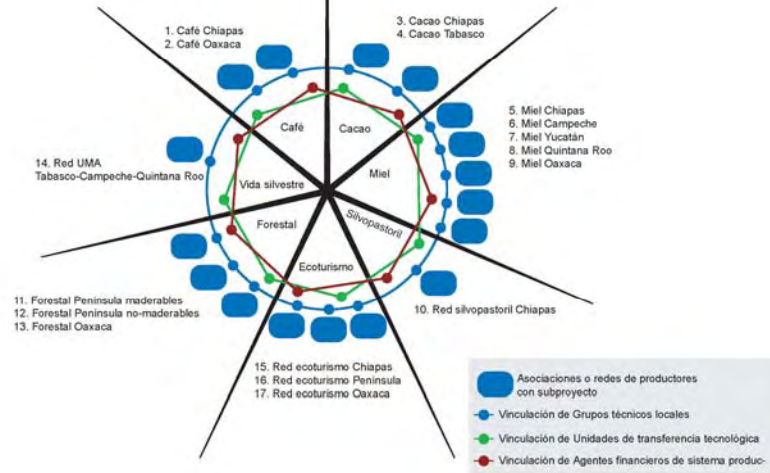 1. Café Chiapas
2. Café Oaxaca
3. Cacao Chiapas
4. Cacao Tabasco
Café
Cacao
5. Miel Chiapas
6. Miel Campeche
7. Miel Yucatán
8. Miel Quintana Roo
9. Miel Oaxaca
14. Red UMA
Tabasco-Campeche-Quintana Roo
Vida silvestre
Miel
Forestal
Silvopastoril
Ecoturismo
11. Forestal Península maderables
12. Forestal Península no-maderables
13. Forestal Oaxaca
10. Red silvopastoril Chiapas
15. Red ecoturismo Chiapas
16. Red ecoturismo Península
17. Red ecoturismo Oaxaca
Asociaciones o redes de productores
con subproyecto
Vinculación de Grupos técnicos locales
Vinculación de Unidades de transferencia tecnológica
Vinculación de Agentes financieros de sistema produc-